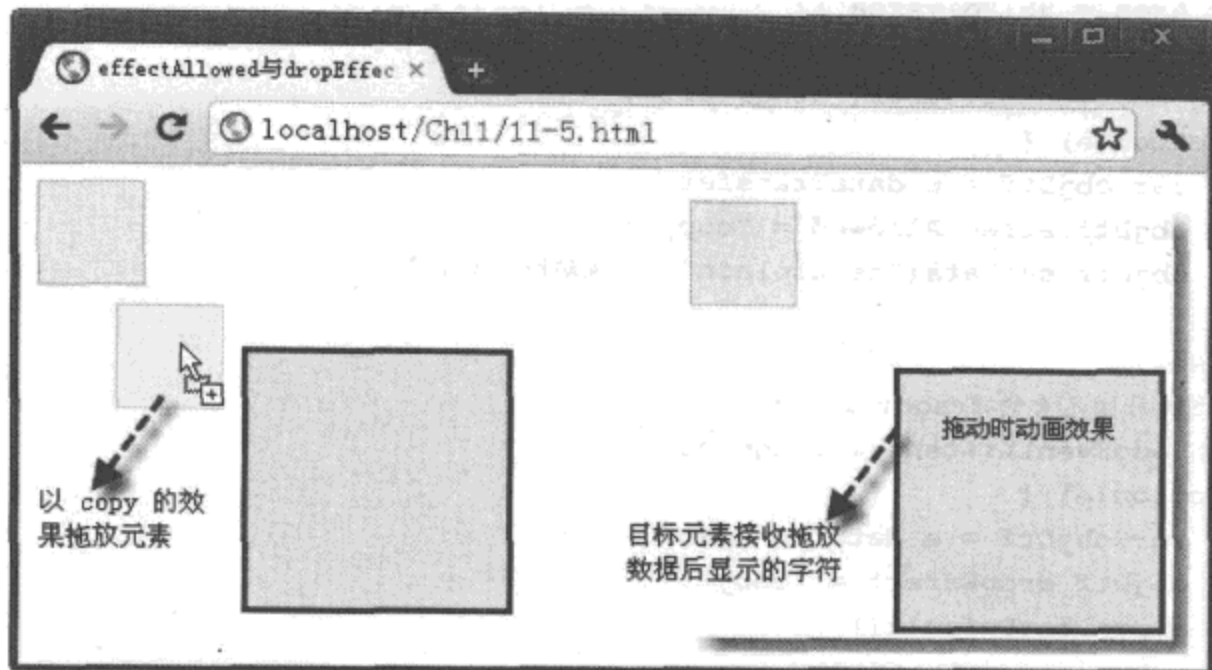 effectAllowed与dropEffec
localhost/Ch11/11-5.html
以 copy 的效
果拖放元素
拖动时动画效果
目标元素接收拖放
数据后显示的字符